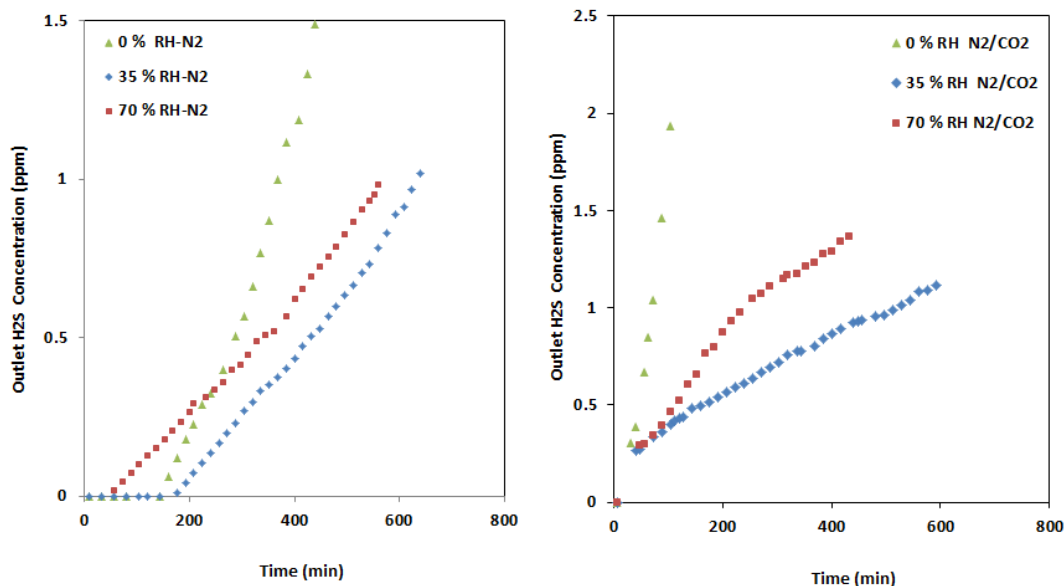 1.5
0 % RH-N2
35 % RH-N2
70 % RH-N2
1
0.5
0
0
200
400
600
800
Outlet H2S Concentration (ppm)
Time (min)
2.5
0 % RH N2/CO2
35 % RH N2/CO2
70 % RH N2/CO2
2
1.5
1
0.5
0
0
200
400
600
800
Outlet H2S Concentration (ppm)
Time (min)